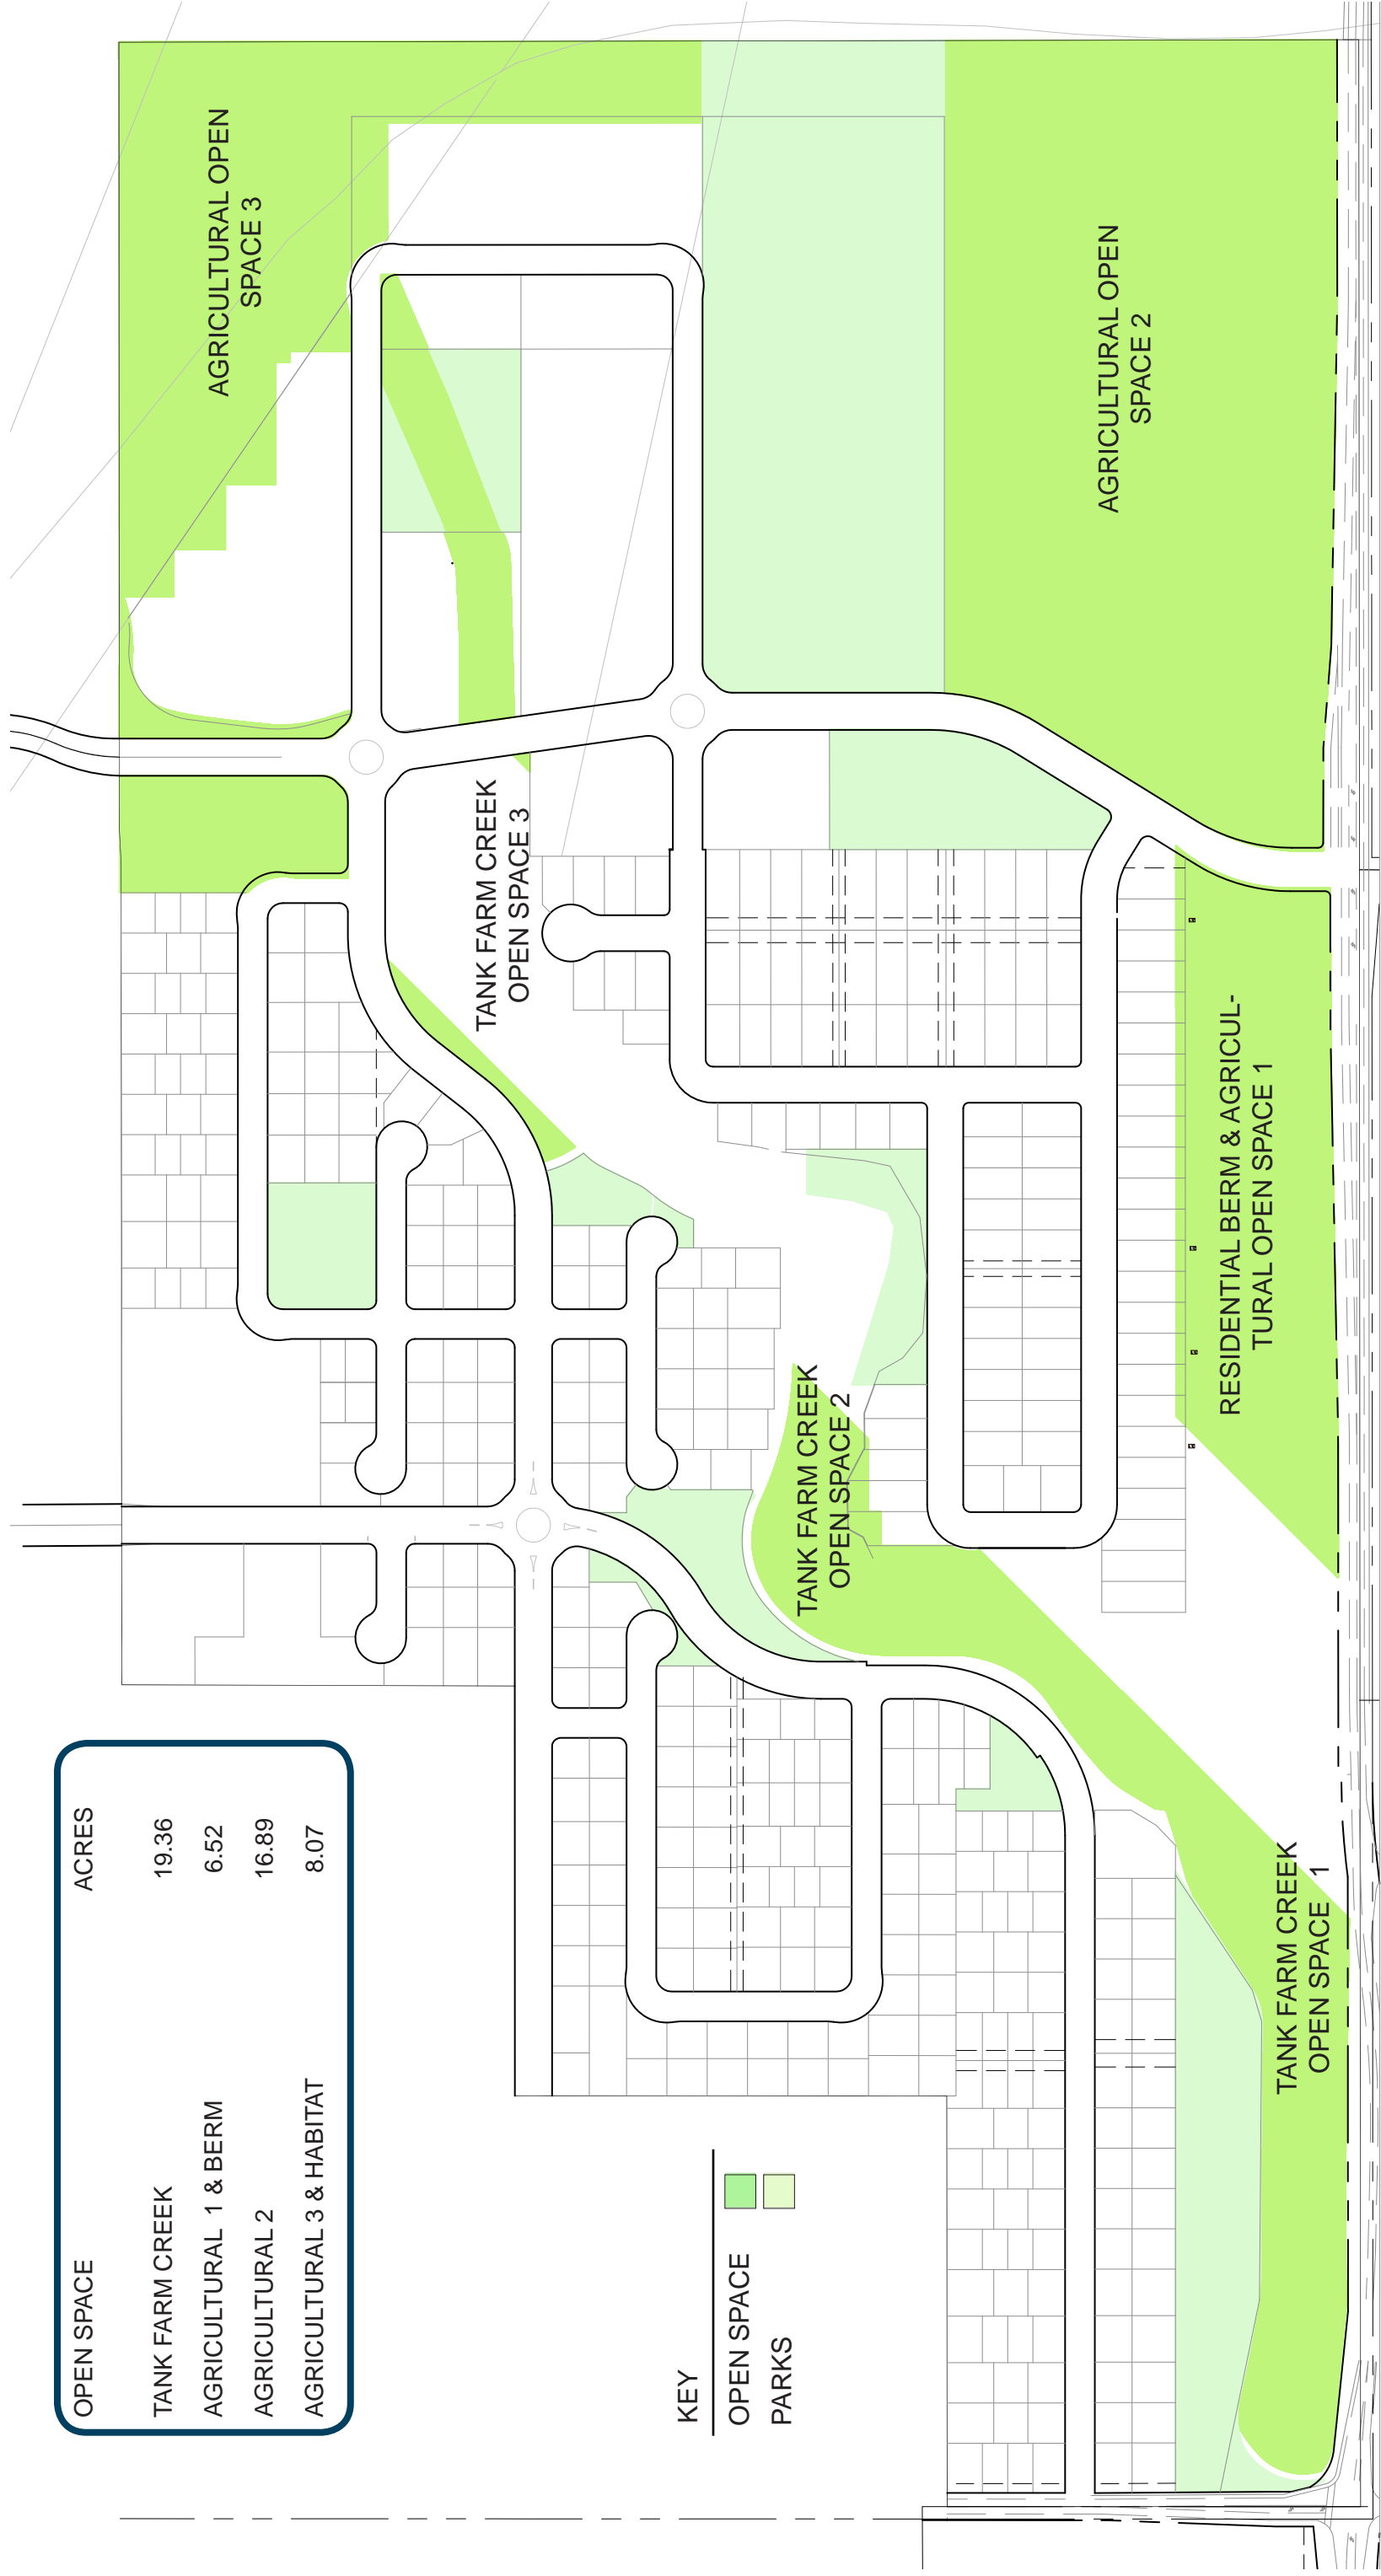 OPEN SPACE ACRES
TANK FARM CREEK 19.36
AGRICULTURAL 1 & BERM 6.52
AGRICULTURAL 2 16.89
AGRICULTURAL 3 & HABITAT 8.07
KEY
OPEN SPACE
PARKS
TANK FARM CREEK
OPEN SPACE 1
TANK FARM CREEK
OPEN SPACE 2
TANK FARM CREEK
OPEN SPACE 3
RESIDENTIAL BERM & AGRICUL-
TURAL OPEN SPACE 1
AGRICULTURAL OPEN
SPACE 3
AGRICULTURAL OPEN
SPACE 2